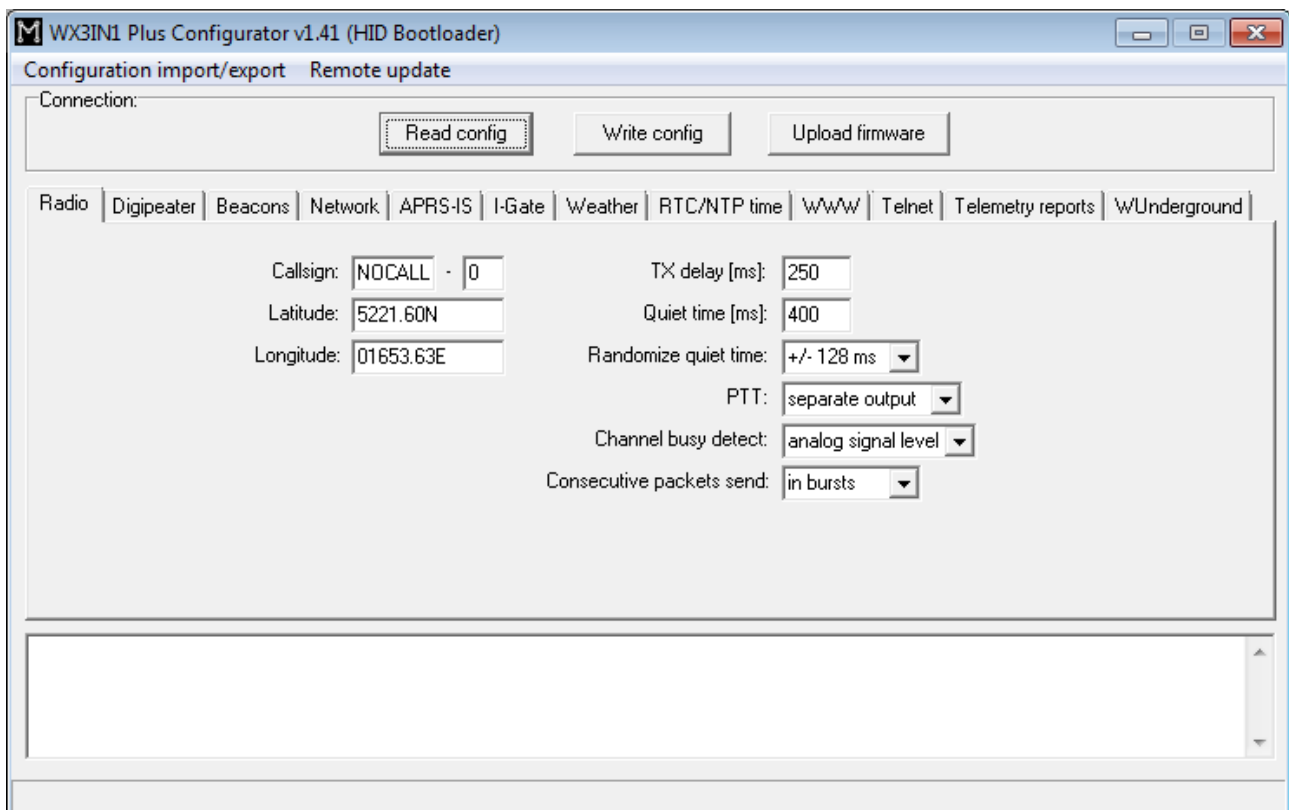 WX3IN1 Plus Configurator v1.41 (HID Bootloader)
Configuration import/export Remote update
Connection:
Read config Write config Upload firmware
Radio Digipeater Beacons Network APRS-IS I-Gate Weather RTC/NTP time WWW Telnet Telemetry reports WUnderground
Callsign: NOCALL - 0 TX delay [ms]: 250
Latitude: 5221.60N Quiet time [ms]: 400
Longitude: 01653.63E Randomize quiet time: +/- 128 ms
PTT: separate output
Channel busy detect: analog signal level
Consecutive packets send: in bursts